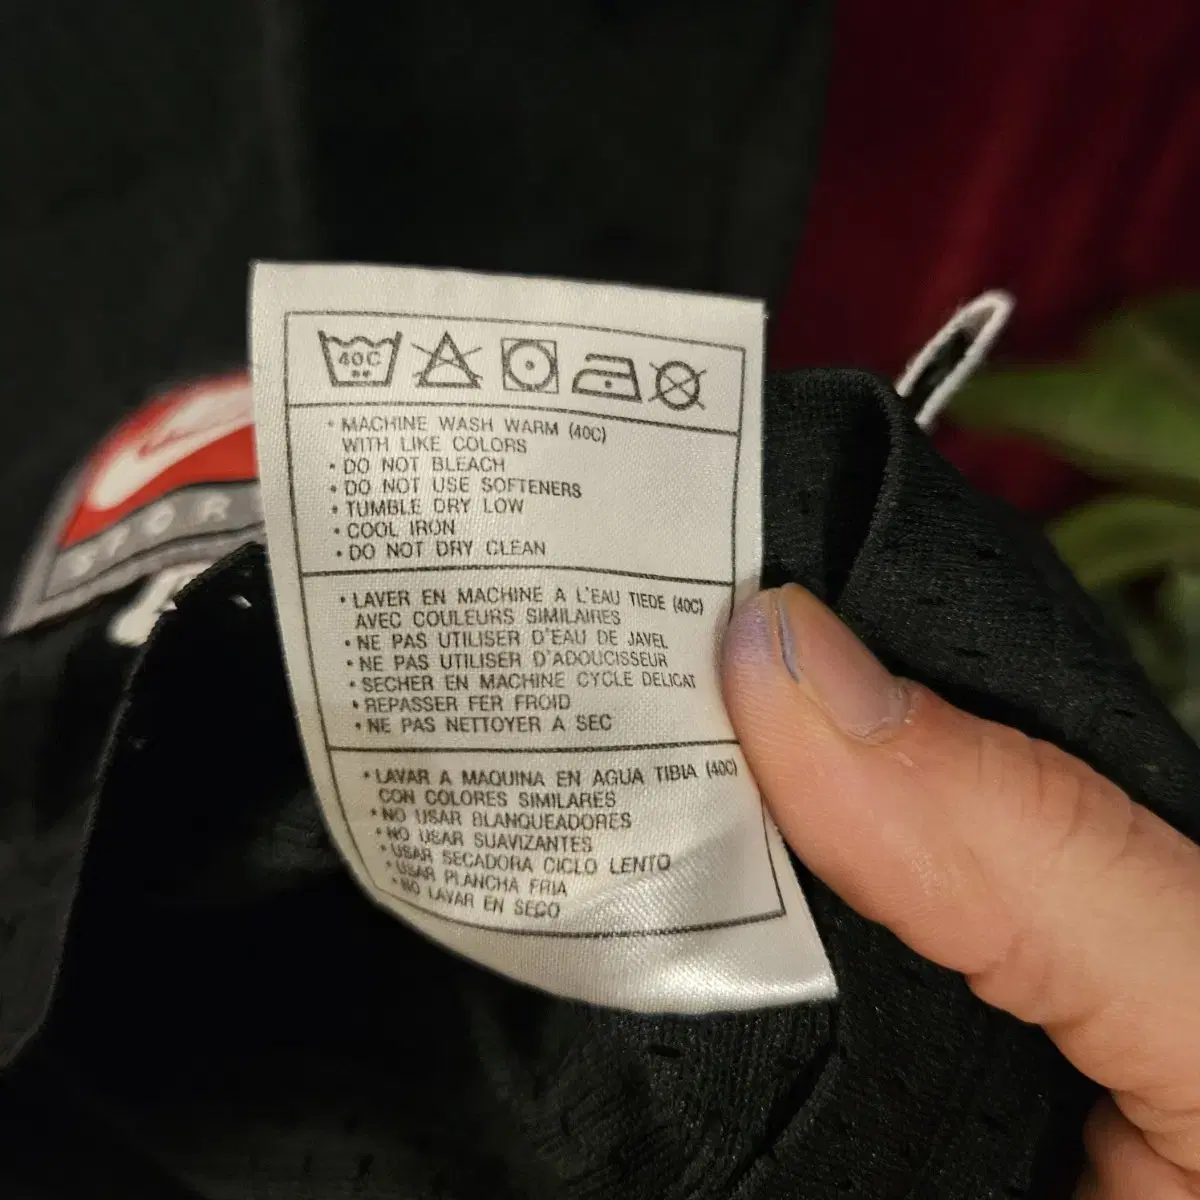 40C
• MACHINE WASH WARM (40C)
WITH LIKE COLORS
• DO NOT BLEACH
• DO NOT USE SOFTENERS
• TUMBLE DRY LOW
• COOL IRON
• DO NOT DRY CLEAN
• LAVER EN MACHINE A L'EAU TIEDE (40C)
AVEC COULEURS SIMILAIRES
• NE PAS UTILISER D'EAU DE JAVEL
• NE PAS UTILISER D'ADOUCISSEUR
• SECHER EN MACHINE CYCLE DELICAT
• REPASSER FER FROID
• NE PAS NETTOYER A SEC
• LAVAR A MAQUINA EN AGUA TIBIA (40C)
CON COLORES SIMILARES
• NO USAR BLANQUEADORES
• NO USAR SUAVIZANTES
• USAR SECADORA CICLO LENTO
• USAR PLANCHA FRIA
• NO LAVAR EN SECO